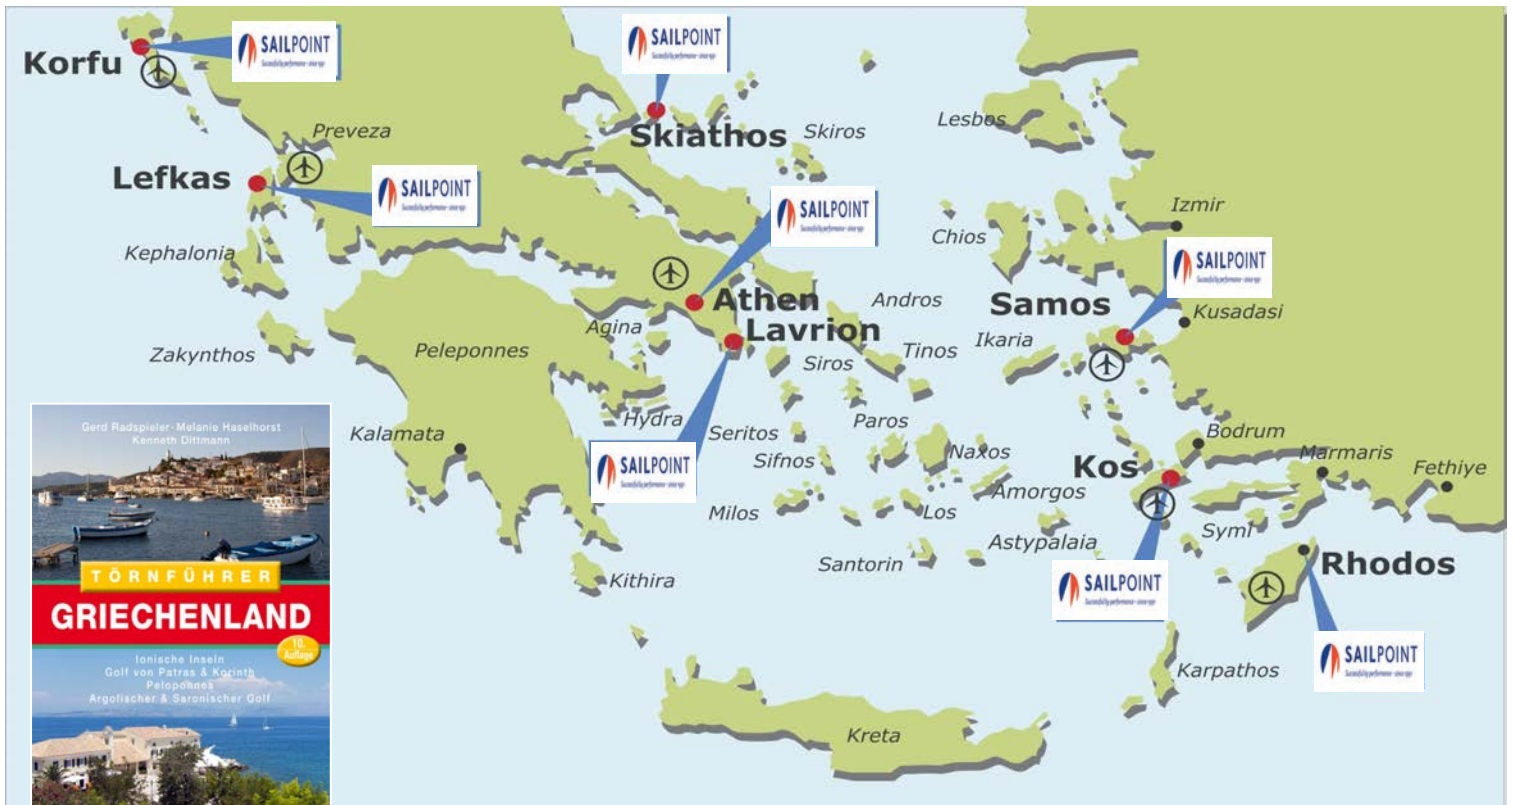 Korfu
SAILPOINT
SAILPOINT
Skiathos
Skiros
Lesbos
Preveza
Lefkas
SAILPOINT
SAILPOINT
Izmir
Chios
Kephalonia
SAILPOINT
Athen
Andros
Samos
Kusadasi
Lavrion
Agina
Ikaria
Zakynthos
Peleponnes
Siros
Tinos
Hydra
Seritos
Paros
Kalamata
Bodrum
SAILPOINT
Sifnos
Naxos
Kos
Marmaris
Fethiye
Amorgos
Milos
Los
Astypalaia
Symi
Santorin
Kithira
SAILPOINT
Rhodos
SAILPOINT
Karpathos
Kreta
Gerd Radspieler · Melanie Haselhorst
Kenneth Dittmann
TÖRNFÜHRER
GRIECHENLAND
10.
Auflage
Ionische Inseln
Golf von Patras & Korinth
Peloponnes
Argolischer & Saronischer Golf